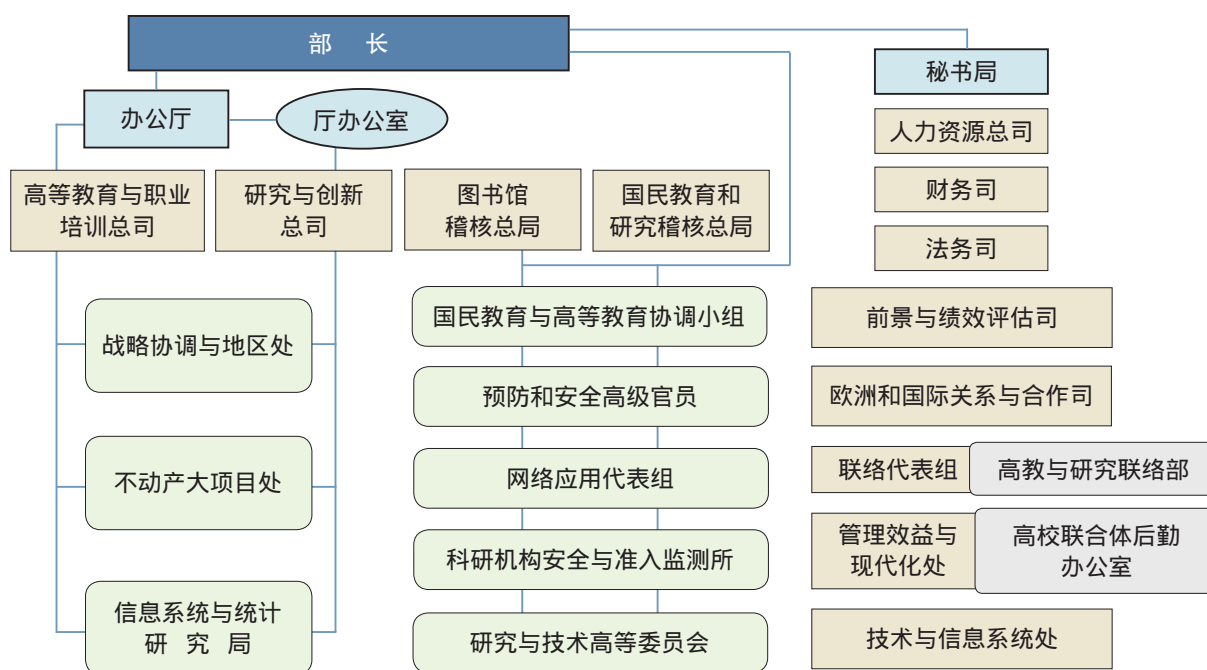 部 长
秘书局
办公厅
厅办公室
人力资源总司
高等教育与职业
培训总司
研究与创新
总司
图书馆
稽核总局
国民教育和
研究稽核总局
财务司
法务司
战略协调与地区处
国民教育与高等教育协调小组
前景与绩效评估司
预防和安全高级官员
欧洲和国际关系与合作司
不动产大项目处
网络应用代表组
联络代表组
高教与研究联络部
科研机构安全与准入监测所
管理效益与
现代化处
高校联合体后勤
办公室
信息系统与统计
研 究 局
研究与技术高等委员会
技术与信息系统处